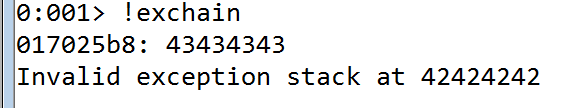 0:001> !exchain
017025b8: 43434343
Invalid exception stack at 42424242